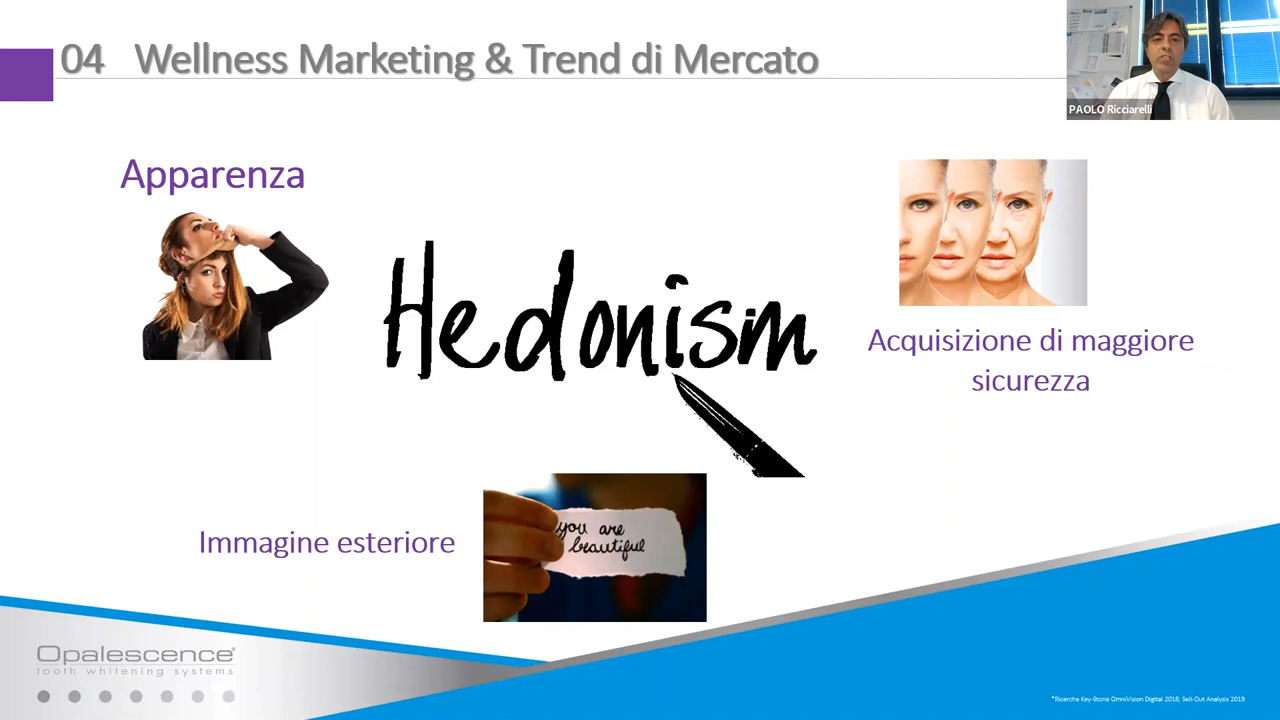 04 Wellness Marketing & Trend di Mercato
PAOLO Ricciarelli
Apparenza
Hedonism
Acquisizione di maggiore
sicurezza
you are
beautiful
Immagine esteriore
Opalescence®
tooth whitening systems
*Ricerche Key-Stone OmniVision Digital 2018; Sell-Out Analysis 2019